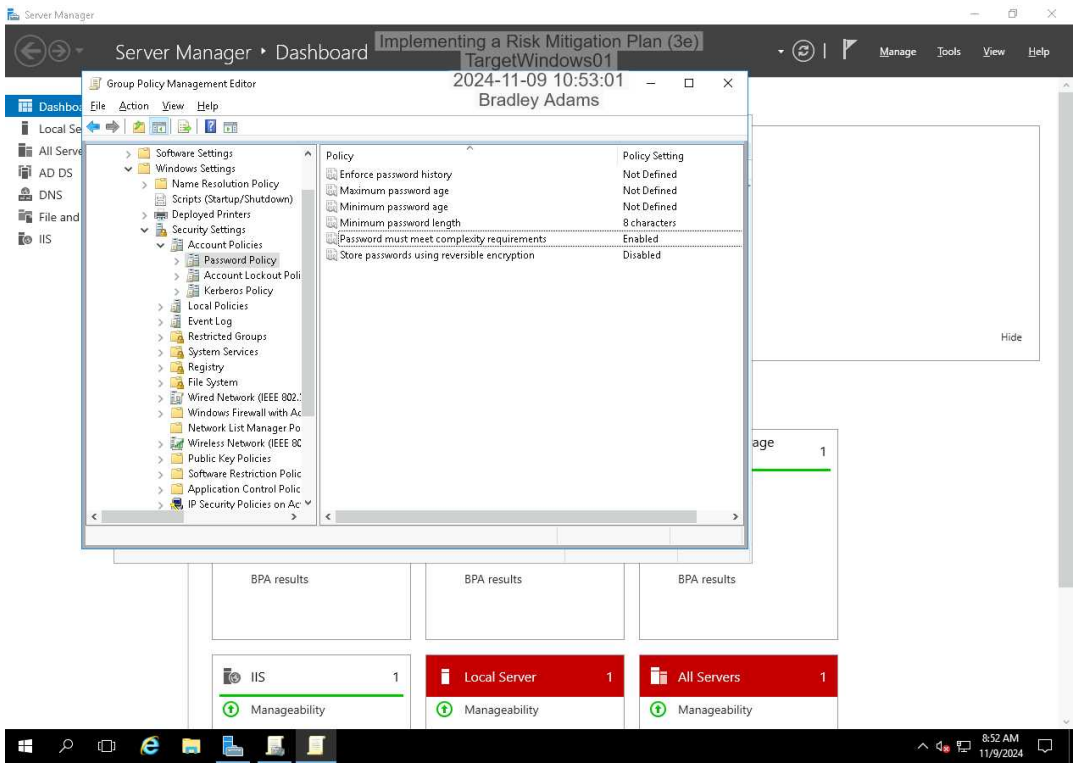 Server Manager
Server Manager • Dashboard
Implementing a Risk Mitigation Plan (3e)
TargetWindows01
2024-11-09 10:53:01
Bradley Adams
Manage Tools View Help
Group Policy Management Editor
File Action View Help
Dashboa
Local Se
All Serve
AD DS
DNS
File and
IIS
Software Settings
Windows Settings
Name Resolution Policy
Scripts (Startup/Shutdown)
Deployed Printers
Security Settings
Account Policies
Password Policy
Account Lockout Poli
Kerberos Policy
Local Policies
Event Log
Restricted Groups
System Services
Registry
File System
Wired Network (IEEE 802.
Windows Firewall with Ac
Network List Manager Po
Wireless Network (IEEE 80
Public Key Policies
Software Restriction Polic
Application Control Polic
IP Security Policies on Ac
Policy Policy Setting
Enforce password history Not Defined
Maximum password age Not Defined
Minimum password age Not Defined
Minimum password length 8 characters
Password must meet complexity requirements Enabled
Store passwords using reversible encryption Disabled
Hide
age 1
BPA results BPA results BPA results
IIS 1 Local Server 1 All Servers 1
Manageability Manageability Manageability
8:52 AM
11/9/2024